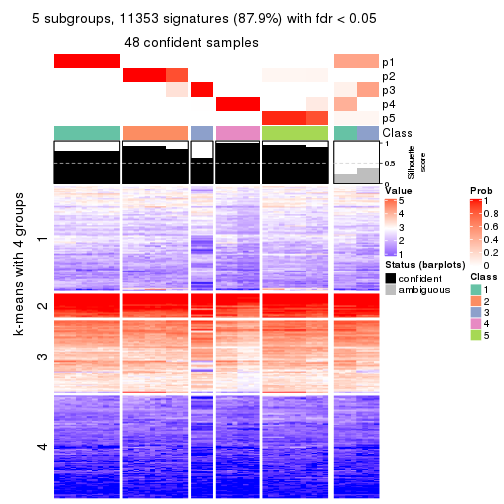 5 subgroups, 11353 signatures (87.9%) with fdr < 0.05
48 confident samples
p1
p2
p3
p4
p5
Class
1
0.5
0
Silhouette
score
k-means with 4 groups
1
2
3
4
Value
5
4
3
2
1
Status (barplots)
confident
ambiguous
Prob
1
0.8
0.6
0.4
0.2
0
Class
1
2
3
4
5